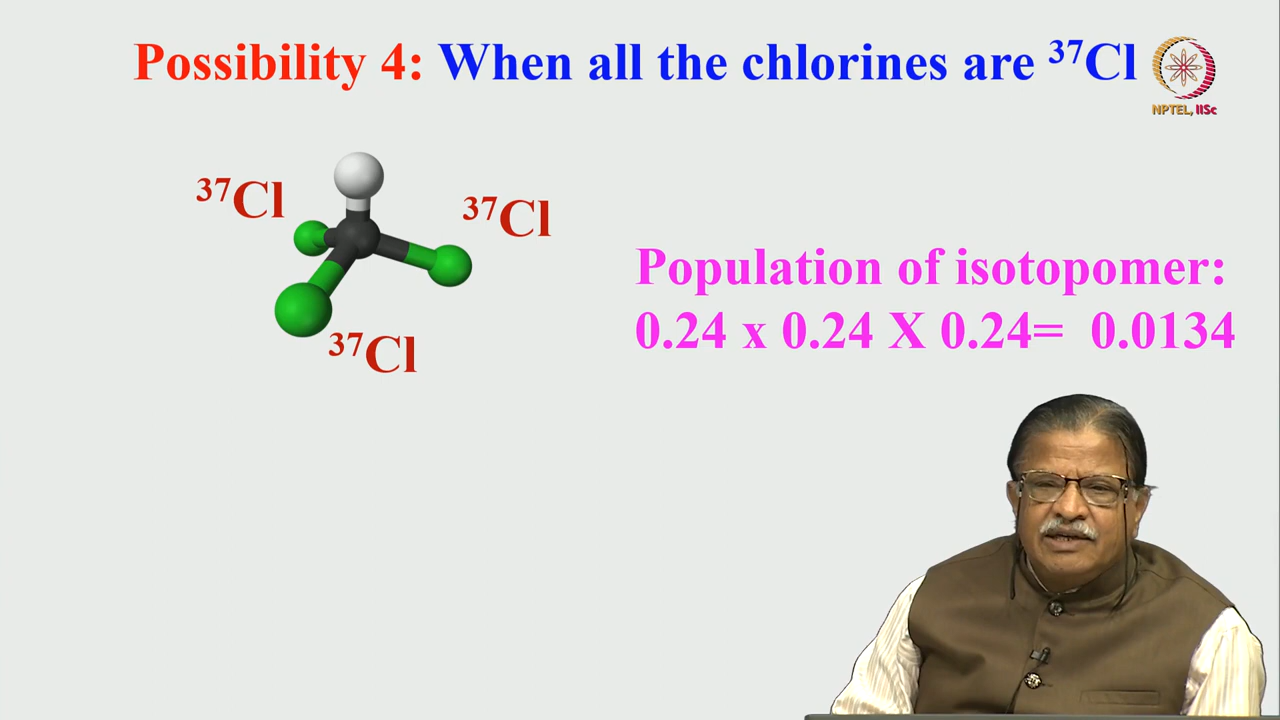 Possibility 4: When all the chlorines are ³⁷Cl
NPTEL, IISc
³⁷Cl
³⁷Cl
³⁷Cl
Population of isotopomer:
0.24 x 0.24 X 0.24= 0.0134